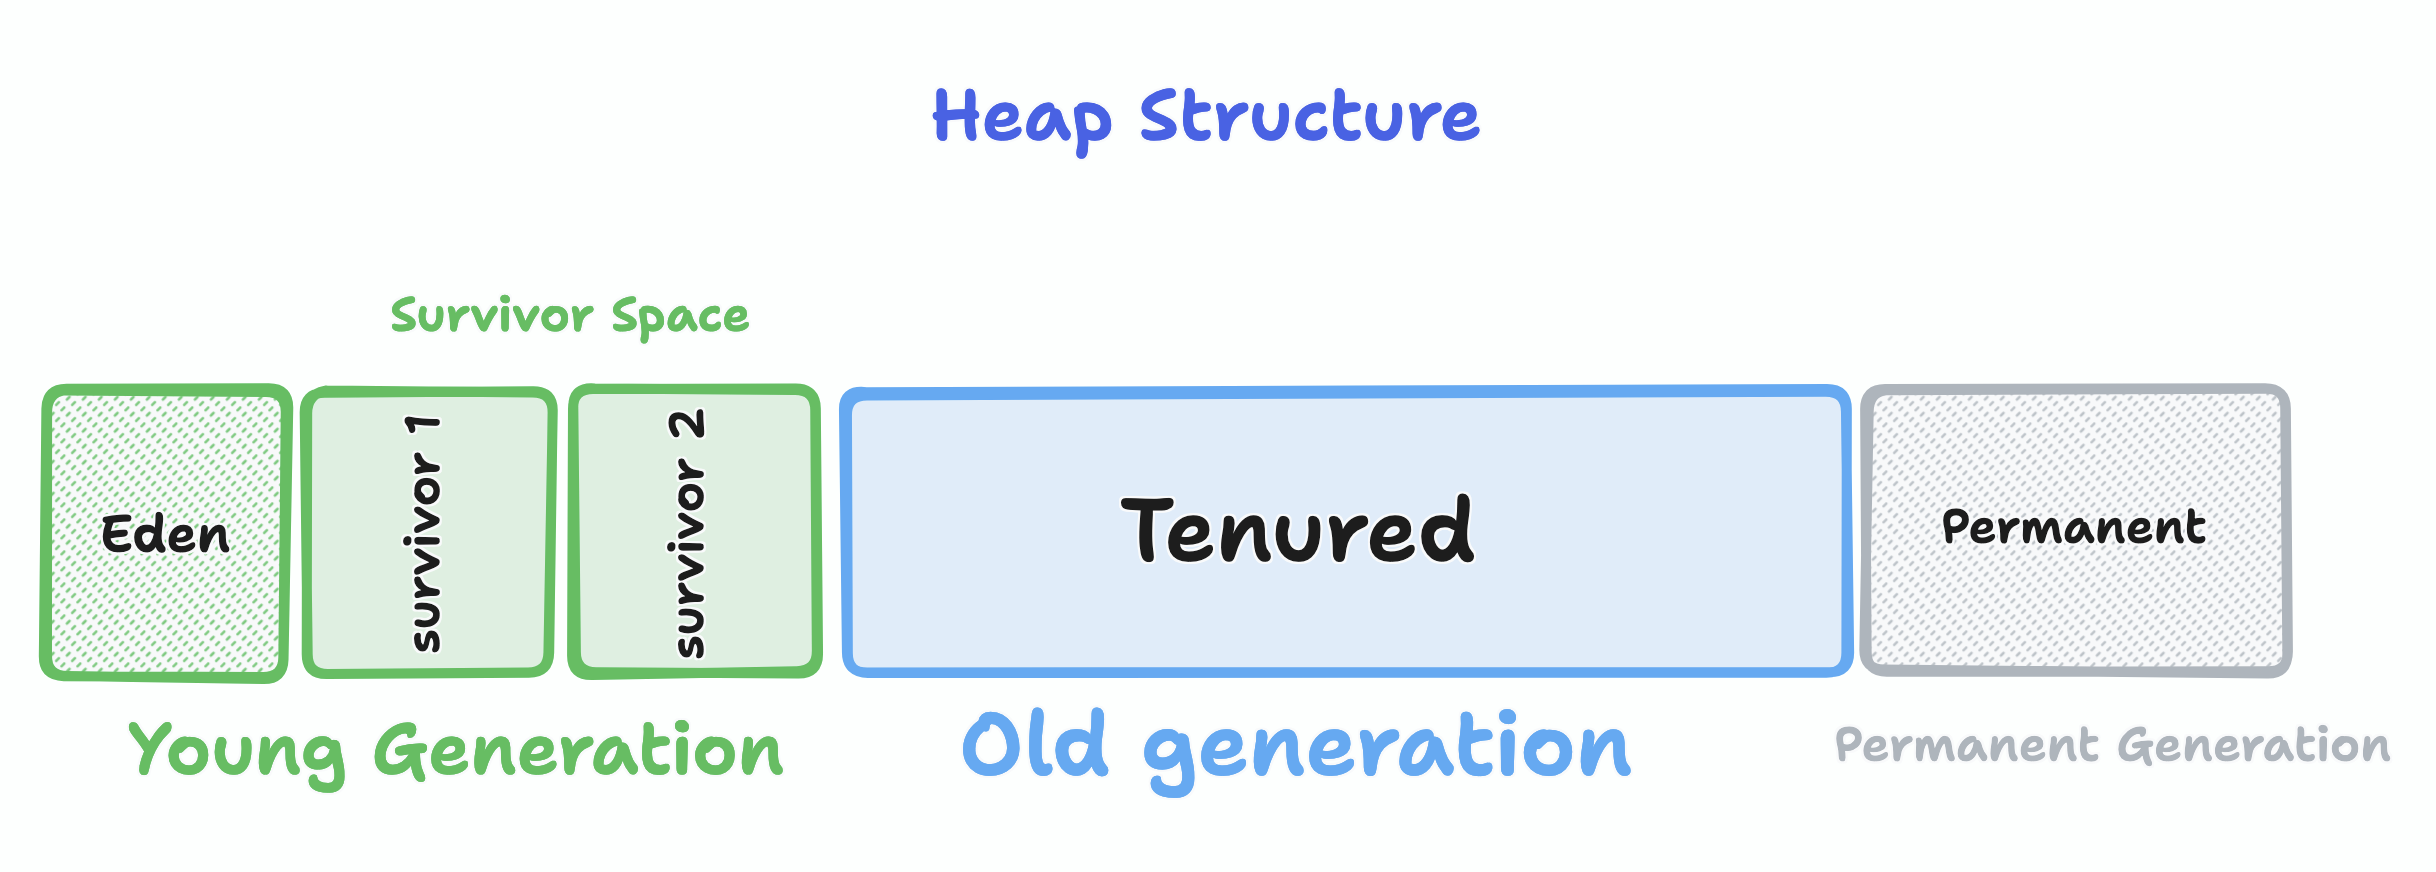 Heap Structure
Survivor Space
Eden
survivor 1
survivor 2
Tenured
Permanent
Young Generation
Old generation
Permanent Generation